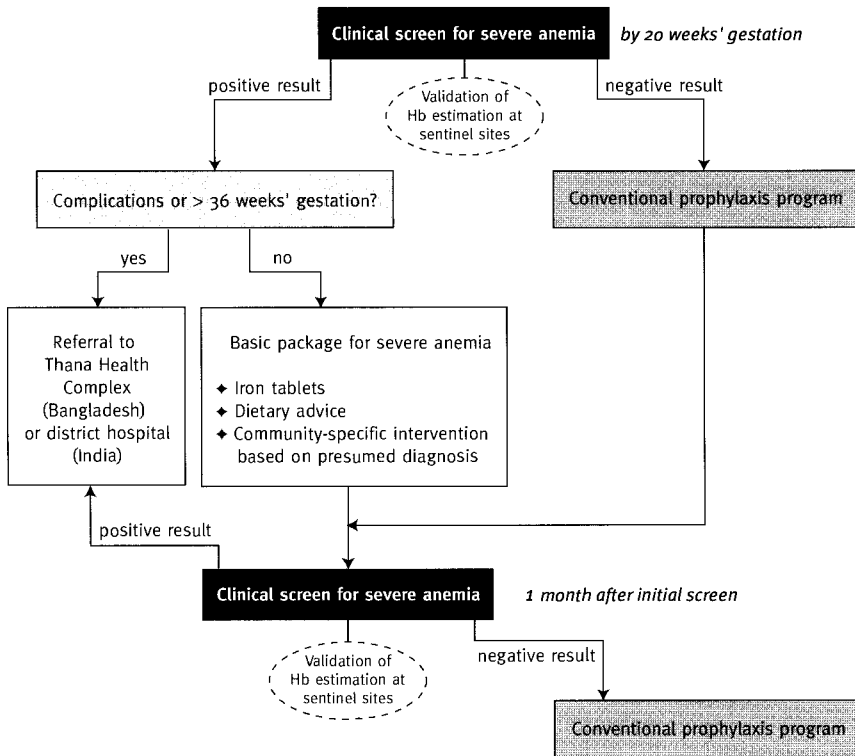 Clinical screen for severe anemia
by 20 weeks' gestation
positive result
Validation of
Hb estimation at
sentinel sites
negative result
Complications or > 36 weeks' gestation?
Conventional prophylaxis program
yes
no
Referral to
Thana Health
Complex
(Bangladesh)
or district hospital
(India)
Basic package for severe anemia
✦ Iron tablets
✦ Dietary advice
✦ Community-specific intervention
based on presumed diagnosis
positive result
Clinical screen for severe anemia
1 month after initial screen
Validation of
Hb estimation at
sentinel sites
negative result
Conventional prophylaxis program